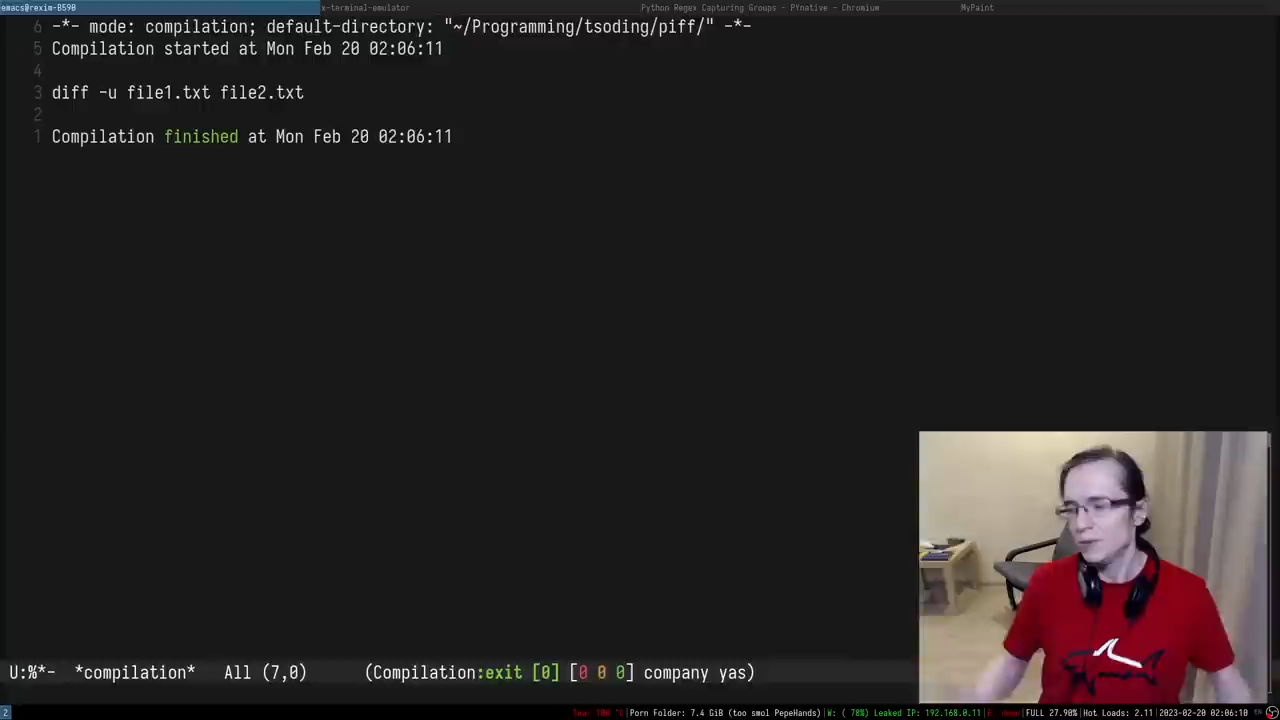 emacs@rexim-B590
x-terminal-emulator
Python Regex Capturing Groups - PYnative - Chromium
MyPaint
6 -*- mode: compilation; default-directory: "~/Programming/tsoding/piff/" -*-
5 Compilation started at Mon Feb 20 02:06:11
4
3 diff -u file1.txt file2.txt
2
1 Compilation finished at Mon Feb 20 02:06:11
U:%*- *compilation* All (7,0) (Compilation:exit [0] [0 0 0] company yas)
2
100 °C|Porn Folder: 7.4 GiB (too smol PepeHands)|W: ( 78%) Leaked IP: 192.168.0.11|E: down|FULL 27.90%|Hot Loads: 2.11|2023-02-20 02:06:10